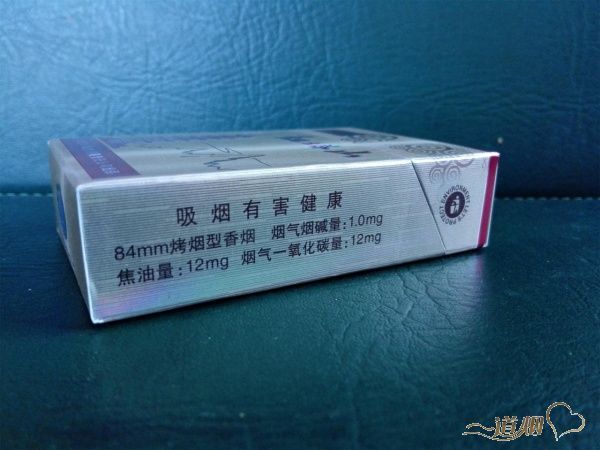 吸烟有害健康
84mm烤烟型香烟 烟气烟碱量:1.0mg
焦油量:12mg 烟气一氧化碳量:12mg
一道烟